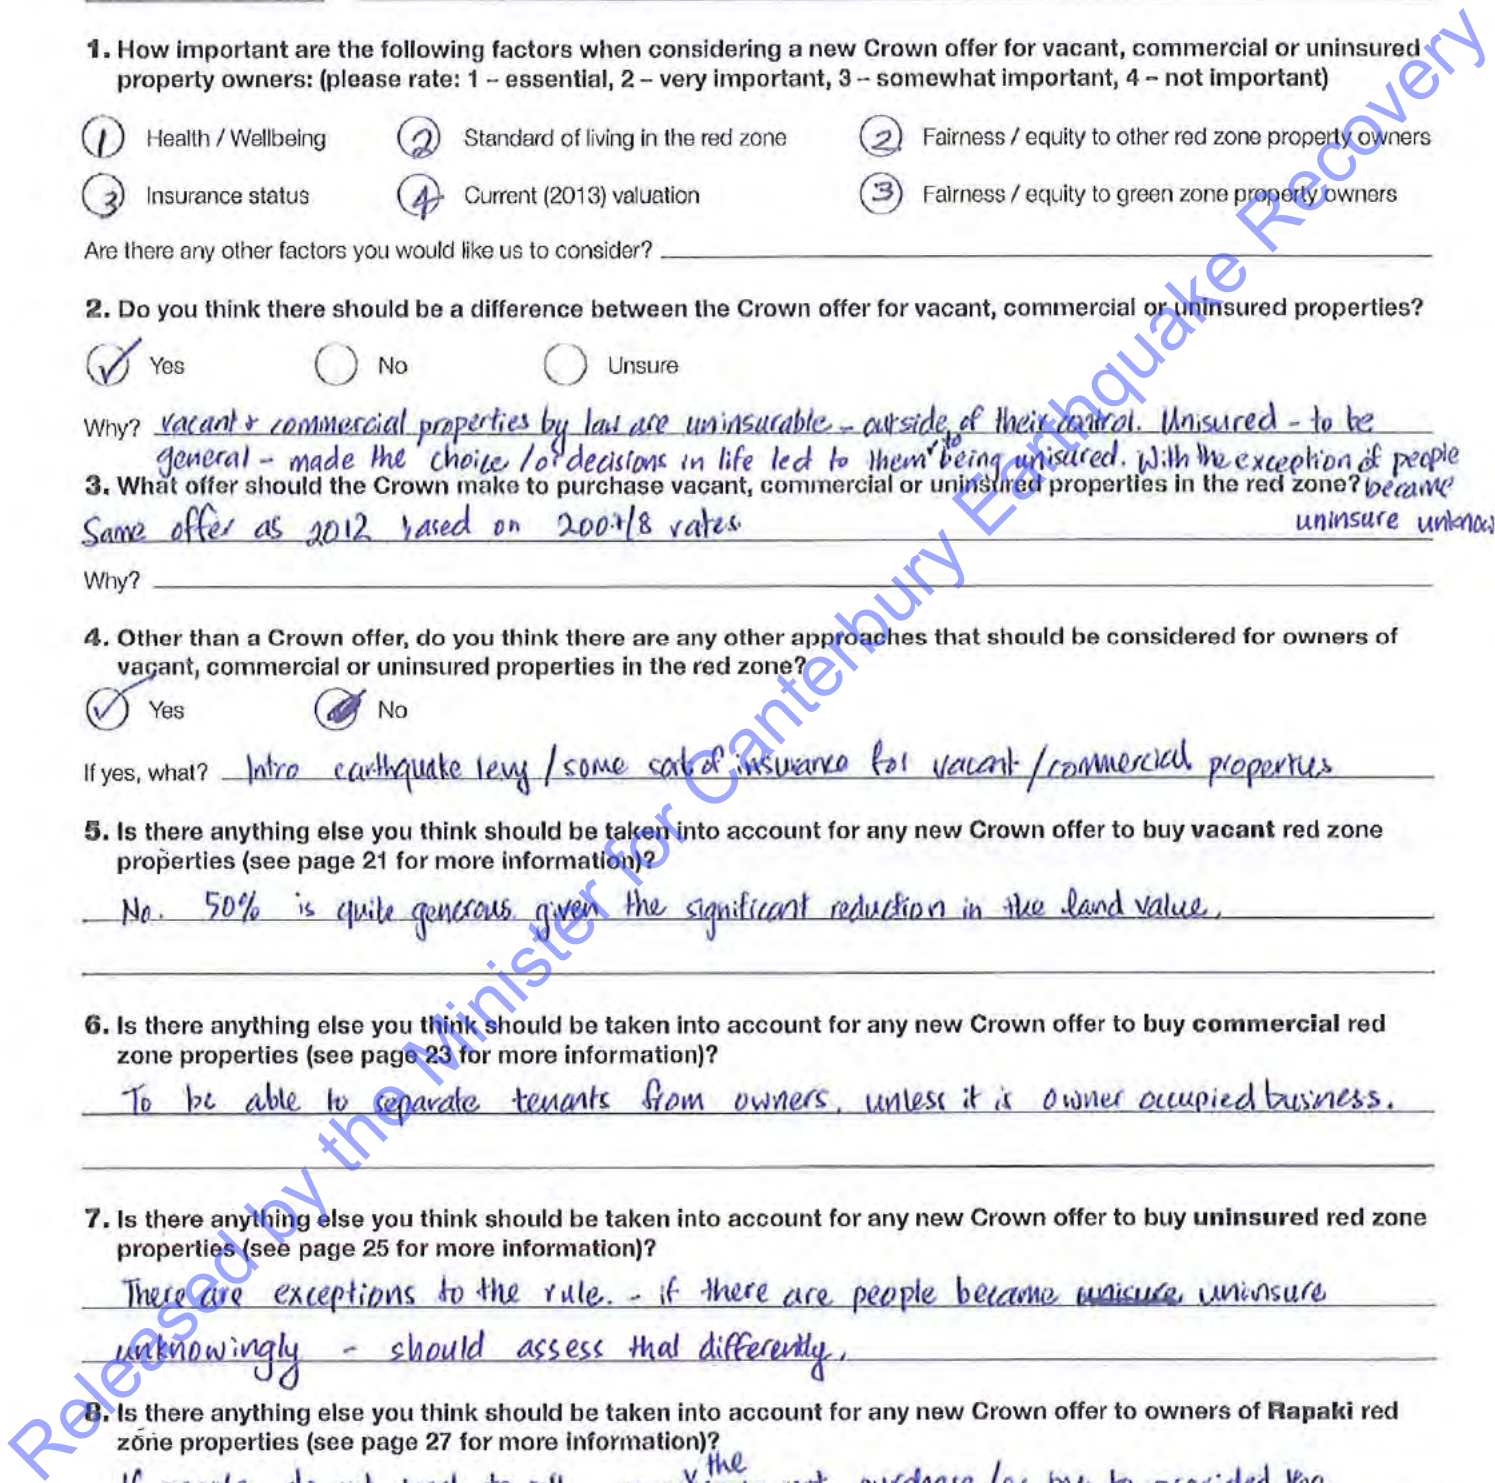 1. How important are the following factors when considering a new Crown offer for vacant, commercial or uninsured
property owners: (please rate: 1 – essential, 2 – very important, 3 – somewhat important, 4 – not important)
1 Health / Wellbeing 2 Standard of living in the red zone 2 Fairness / equity to other red zone property owners
3 Insurance status 4 Current (2013) valuation 3 Fairness / equity to green zone property owners
Are there any other factors you would like us to consider?
2. Do you think there should be a difference between the Crown offer for vacant, commercial or uninsured properties?
✓ Yes No Unsure
Why? vacant & commercial properties by law are uninsurable – outside of their control. Unisured – to be
general – made the choice / or decisions in life led to them to being unisured. With the exception of people
became
uninsure unknow
3. What offer should the Crown make to purchase vacant, commercial or uninsured properties in the red zone?
Same offer as 2012 based on 2007/8 rates.
Why?
4. Other than a Crown offer, do you think there are any other approaches that should be considered for owners of
vacant, commercial or uninsured properties in the red zone?
✓ Yes No
If yes, what? Intro earthquake levy / some sort of insurance for vacant / commercial properties
5. Is there anything else you think should be taken into account for any new Crown offer to buy vacant red zone
properties (see page 21 for more information)?
No. 50% is quite generous given the significant reduction in the land value.
6. Is there anything else you think should be taken into account for any new Crown offer to buy commercial red
zone properties (see page 23 for more information)?
To be able to separate tenants from owners, unless it is owner occupied business.
7. Is there anything else you think should be taken into account for any new Crown offer to buy uninsured red zone
properties (see page 25 for more information)?
There are exceptions to the rule. – if there are people became unisure uninsure
unknowingly – should assess that differently.
8. Is there anything else you think should be taken into account for any new Crown offer to owners of Rapaki red
zone properties (see page 27 for more information)?
the
If people do not want to
Released by the Minister for Canterbury Earthquake Recovery